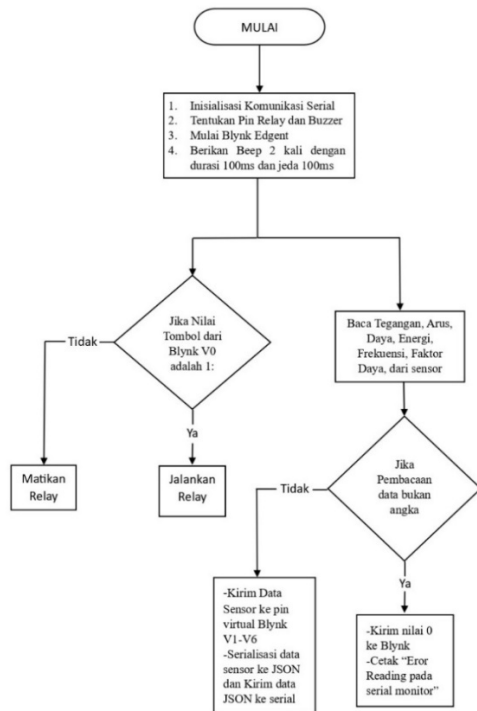 MULAI
1. Inisialisasi Komunikasi Serial
2. Tentukan Pin Relay dan Buzzer
3. Mulai Blynk Edgent
4. Berikan Beep 2 kali dengan
durasi 100ms dan jeda 100ms
Jika Nilai
Tombol dari
Blynk V0
adalah 1:
Tidak
Ya
Matikan
Relay
Jalankan
Relay
Baca Tegangan, Arus,
Daya, Energi,
Frekuensi, Faktor
Daya, dari sensor
Jika
Pembacaan
data bukan
angka
Tidak
Ya
-Kirim Data
Sensor ke pin
virtual Blynk
V1-V6
-Serialisasi data
sensor ke JSON
dan Kirim data
JSON ke serial
-Kirim nilai 0
ke Blynk
-Cetak “Eror
Reading pada
serial monitor”